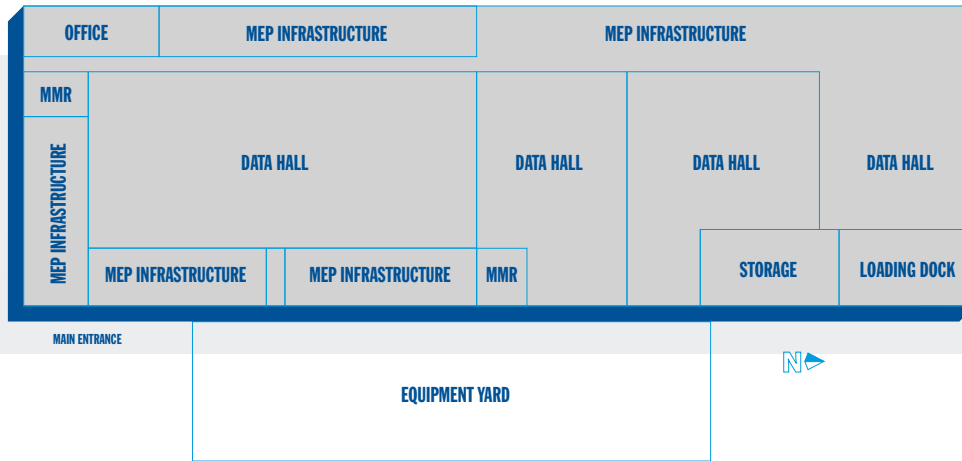 OFFICE
MEP INFRASTRUCTURE
MEP INFRASTRUCTURE
MMR
MEP INFRASTRUCTURE
DATA HALL
DATA HALL
DATA HALL
DATA HALL
MEP INFRASTRUCTURE
MEP INFRASTRUCTURE
MMR
STORAGE
LOADING DOCK
MAIN ENTRANCE
N
EQUIPMENT YARD